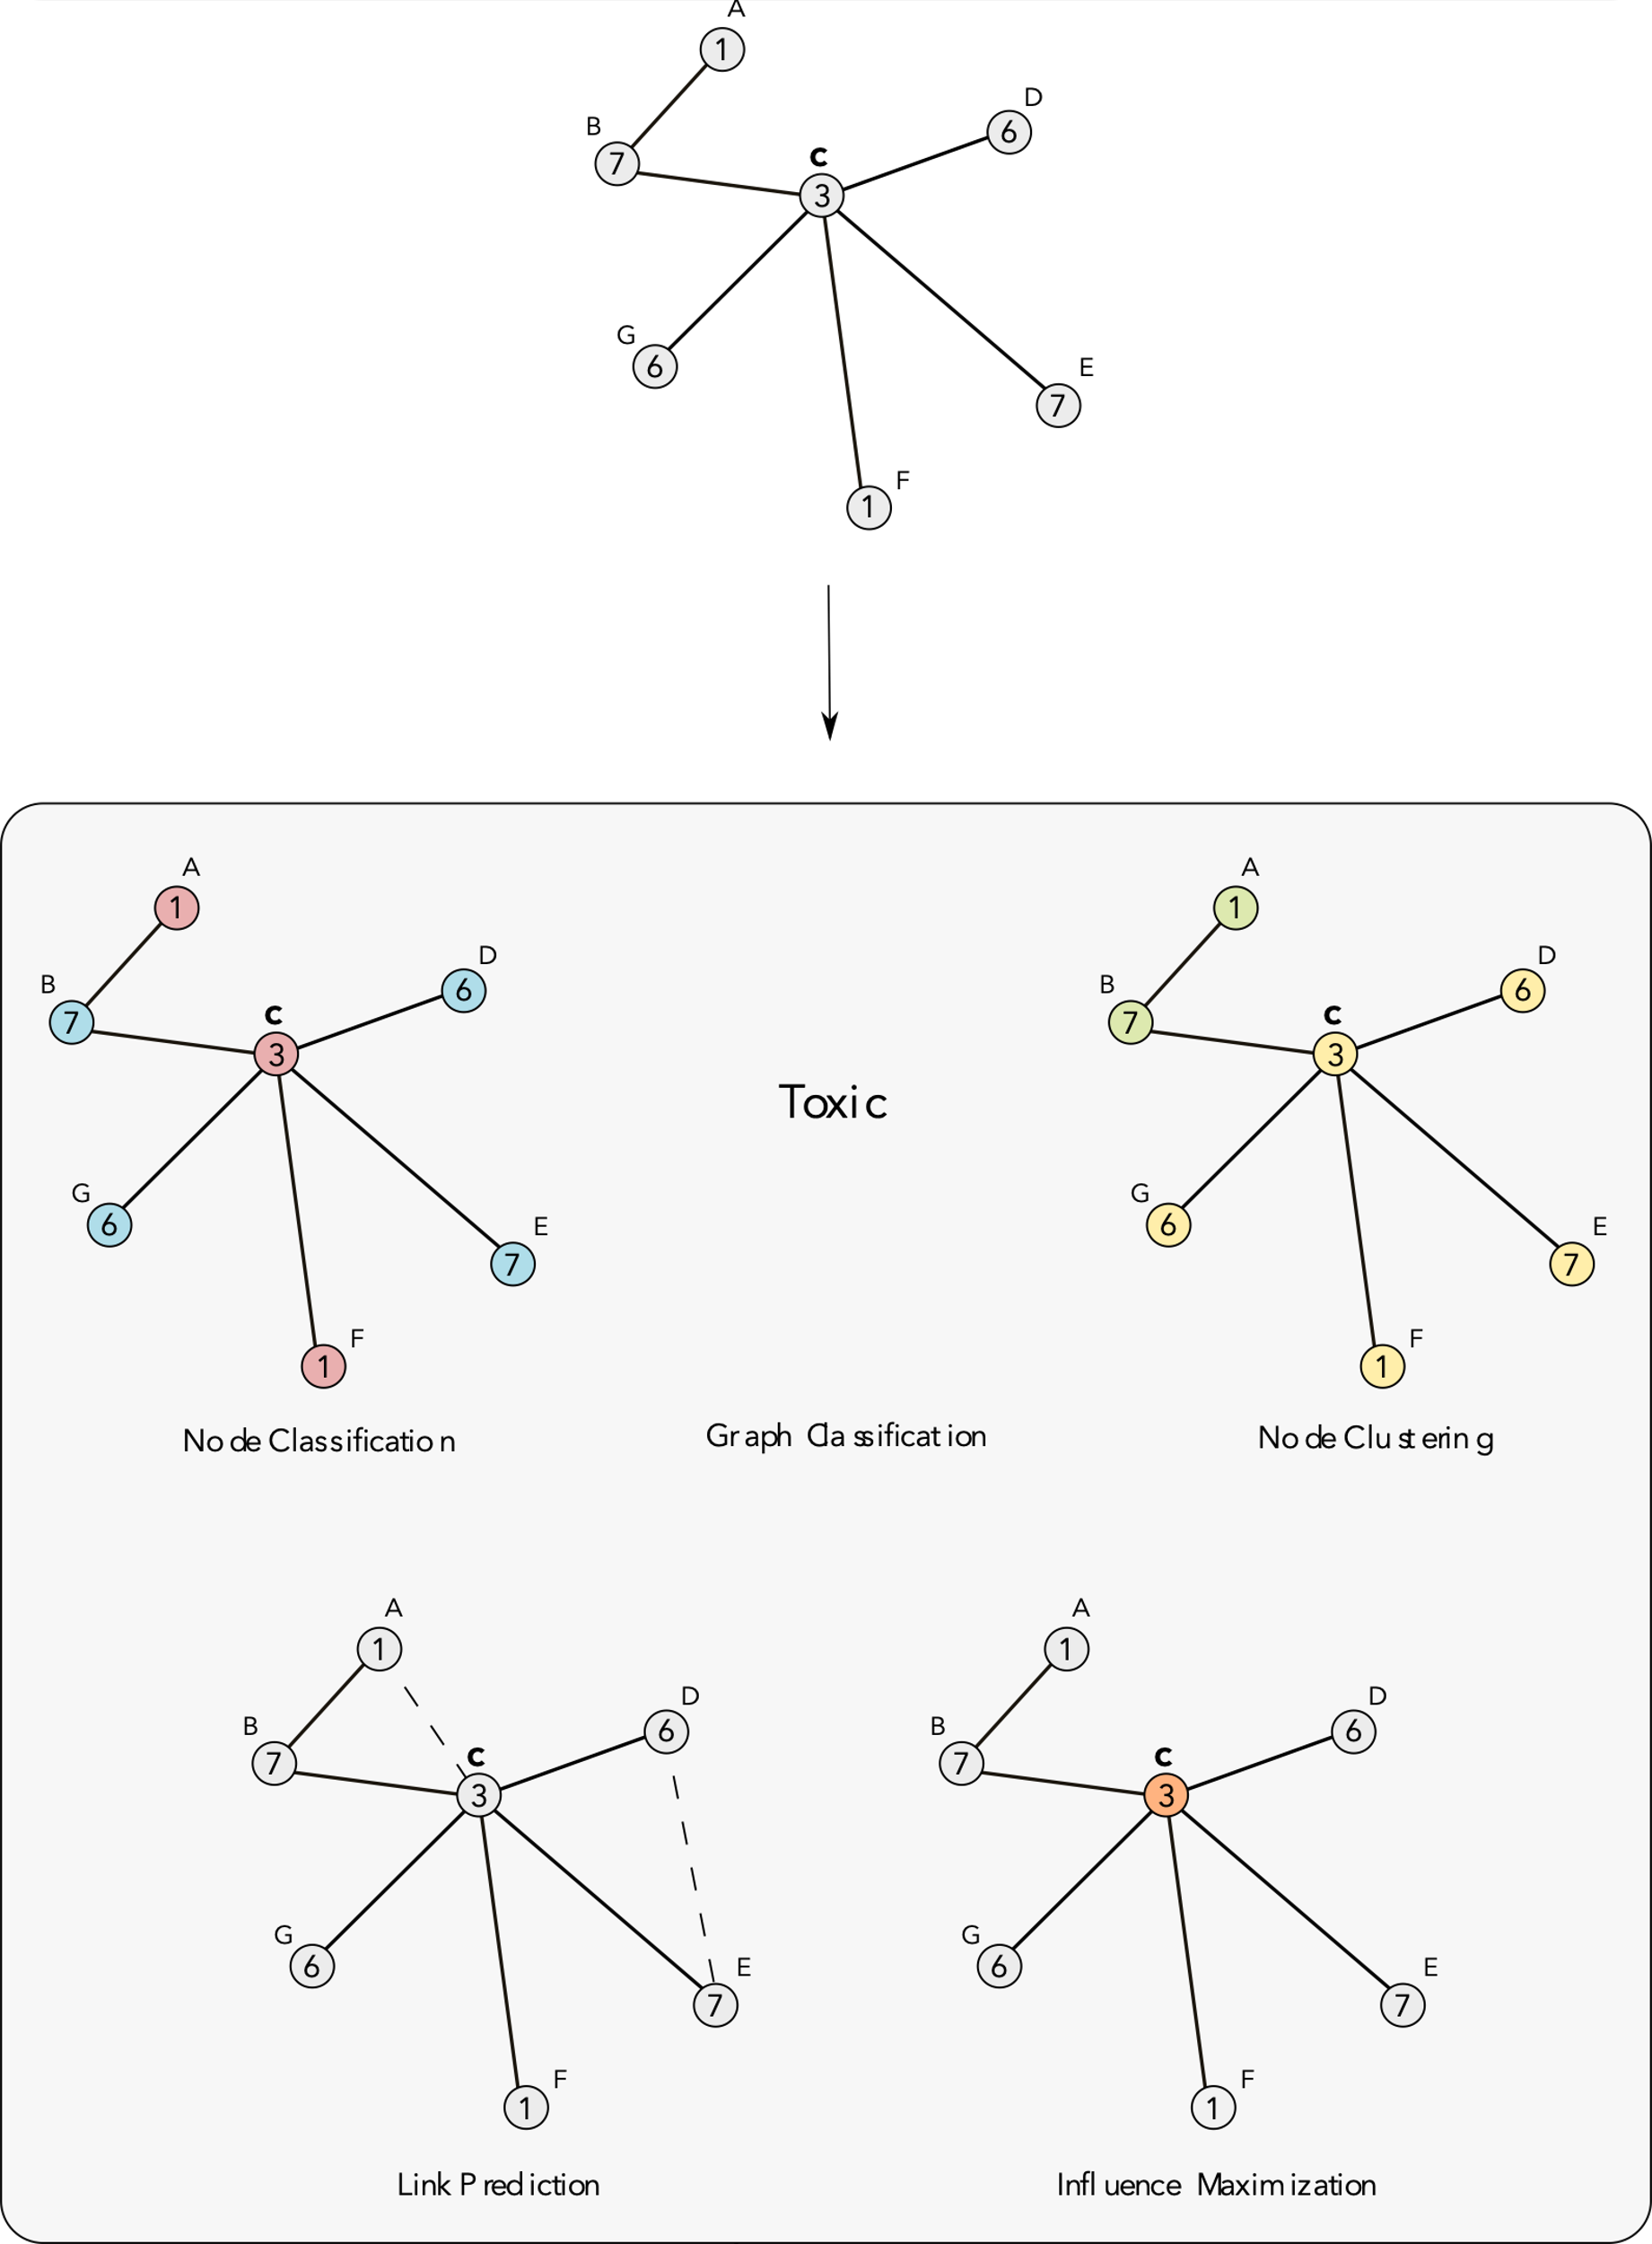 A
1
D
6
B
7
c
3
G
6
E
7
F
1
A
1
B
7
c
3
D
6
G
6
E
7
F
1
Node Classification
Toxic
Graph Classification
A
1
B
7
c
3
D
6
G
6
E
7
F
1
Node Clustering
A
1
B
7
c
3
D
6
G
6
E
7
F
1
Link Prediction
A
1
B
7
c
3
D
6
G
6
E
7
F
1
Influence Maximization